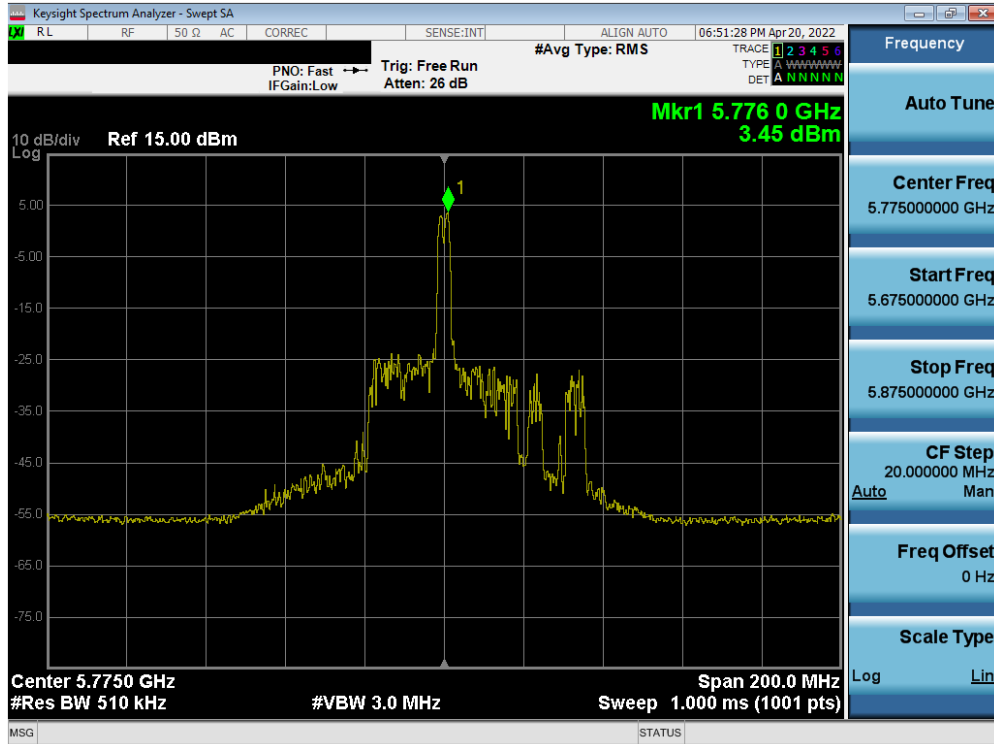 Keysight Spectrum Analyzer - Swept SA
LXI RL RF 50 Ω AC CORREC SENSE:INT ALIGN AUTO 06:51:28 PM Apr 20, 2022
PNO: Fast
IFGain:Low
Trig: Free Run
Atten: 26 dB
#Avg Type: RMS
TRACE 1 2 3 4 5 6
TYPE A WWWWW
DET A N N N N N
Mkr1 5.776 0 GHz
3.45 dBm
10 dB/div Ref 15.00 dBm
Log
1
5.00
-5.00
-15.0
-25.0
-35.0
-45.0
-55.0
-65.0
-75.0
Center 5.7750 GHz Span 200.0 MHz
#Res BW 510 kHz #VBW 3.0 MHz Sweep 1.000 ms (1001 pts)
MSG STATUS
Frequency
Auto Tune
Center Freq
5.775000000 GHz
Start Freq
5.675000000 GHz
Stop Freq
5.875000000 GHz
CF Step
20.000000 MHz
Auto Man
Freq Offset
0 Hz
Scale Type
Log Lin